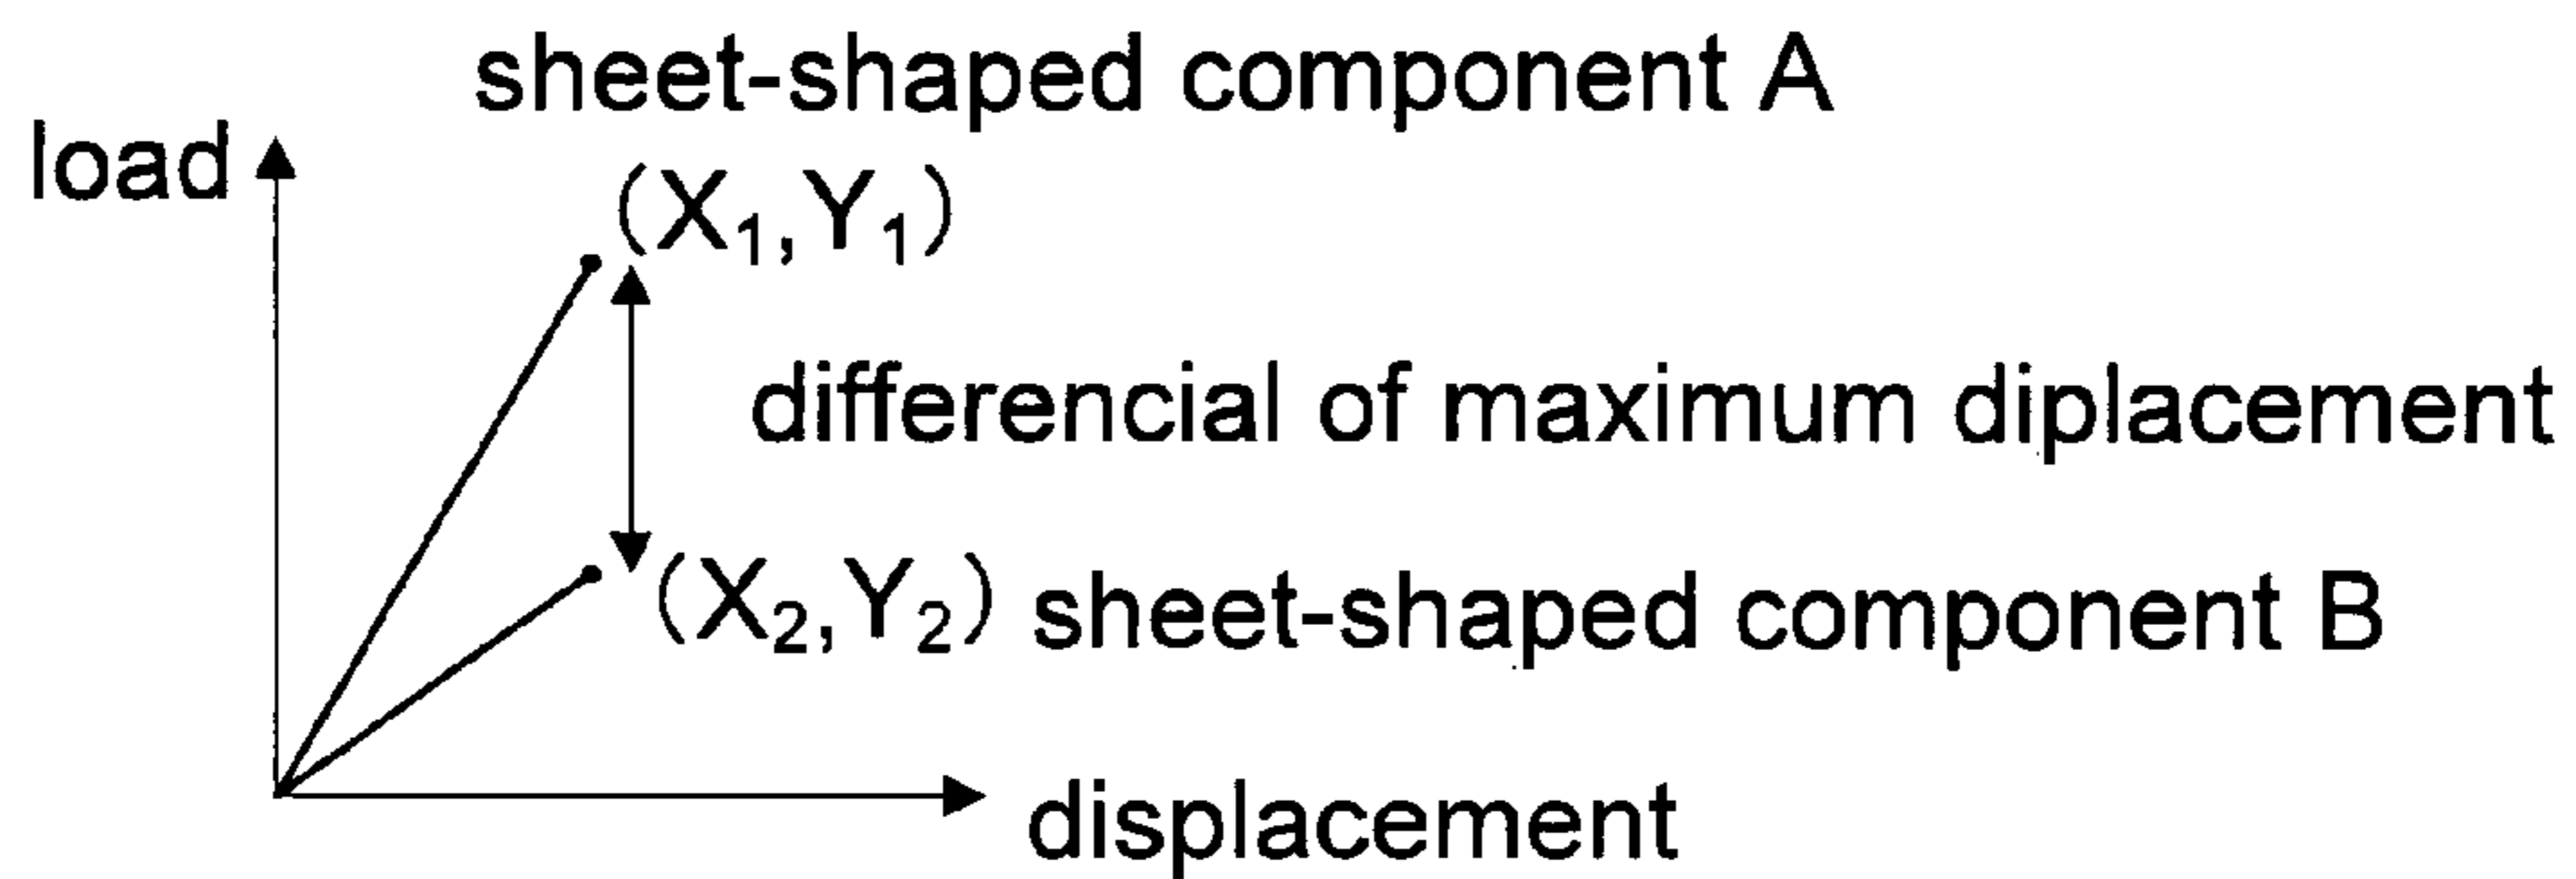 sheet-shaped component A
load
(X₁,Y₁)
differencial of maximum diplacement
(X₂,Y₂) sheet-shaped component B
displacement